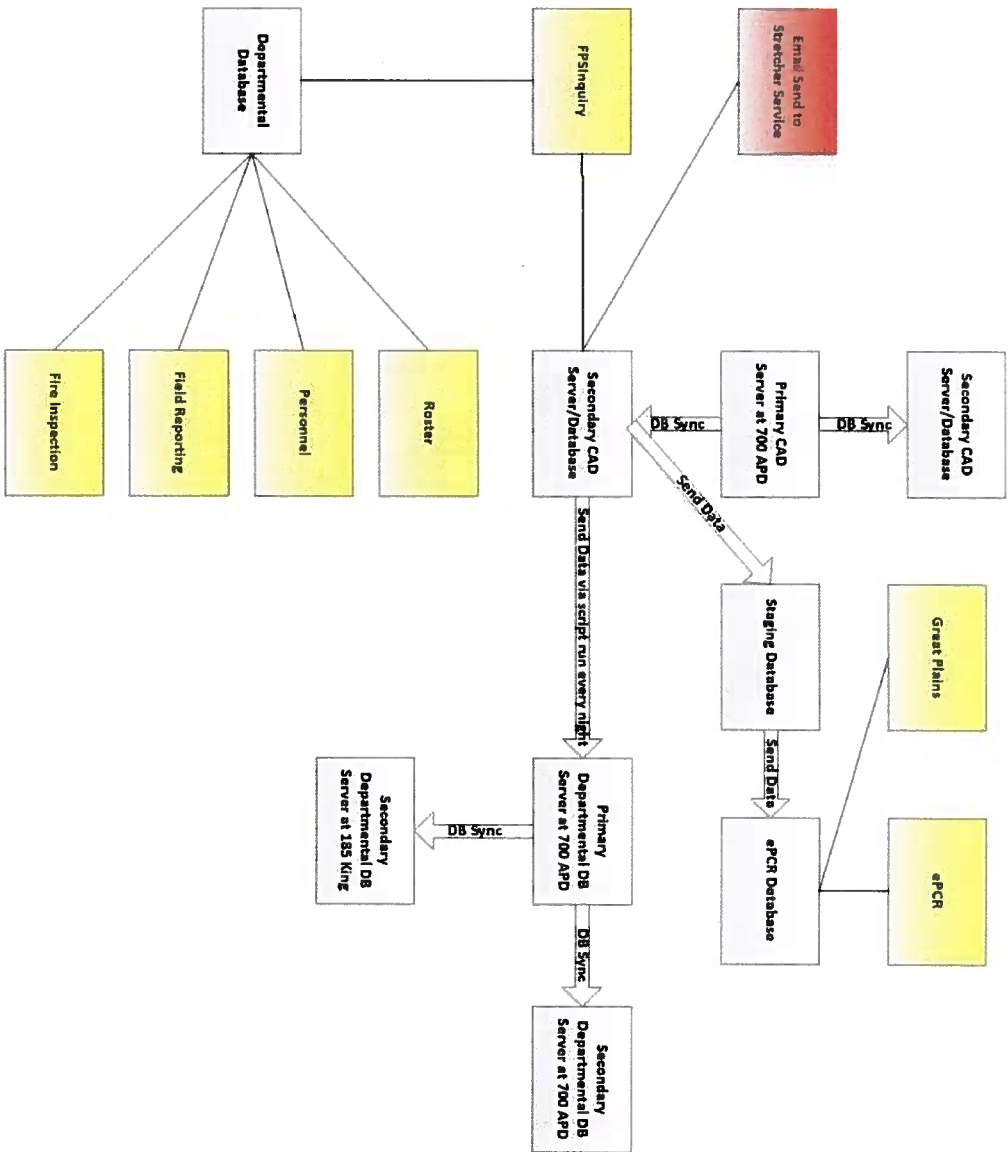 Email Send to
Stretcher Service
FPSInquiry
Departmental
Database
Secondary CAD
Server/Database
DB Sync
Primary CAD
Server at 700 APD
DB Sync
Secondary CAD
Server/Database
Roster
Personnel
Field Reporting
Fire Inspection
Send Data
Send Data via script run every night
Great Plains
Staging Database
Send Data
ePCR
ePCR Database
Primary
Departmental DB
Server at 700 APD
DB Sync
Secondary
Departmental DB
Server at 185 King
DB Sync
Secondary
Departmental DB
Server at 700 APD